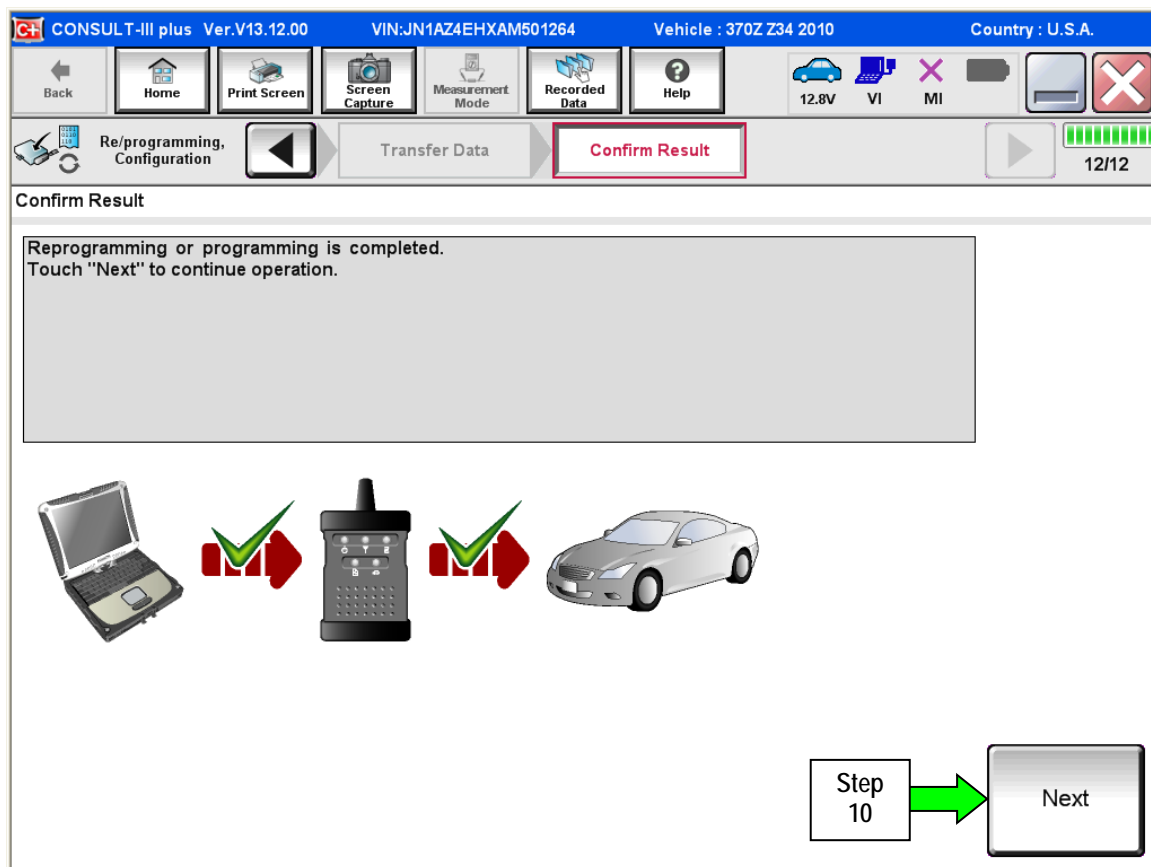 C+ CONSULT-III plus Ver.V13.12.00 VIN:JN1AZ4EHXAM501264 Vehicle : 370Z Z34 2010 Country : U.S.A.
Back
Home
Print Screen
Screen
Capture
Measurement
Mode
Recorded
Data
Help
12.8V
VI
MI
Re/programming,
Configuration
Transfer Data
Confirm Result
12/12
Confirm Result
Reprogramming or programming is completed.
Touch "Next" to continue operation.
Step
10
Next